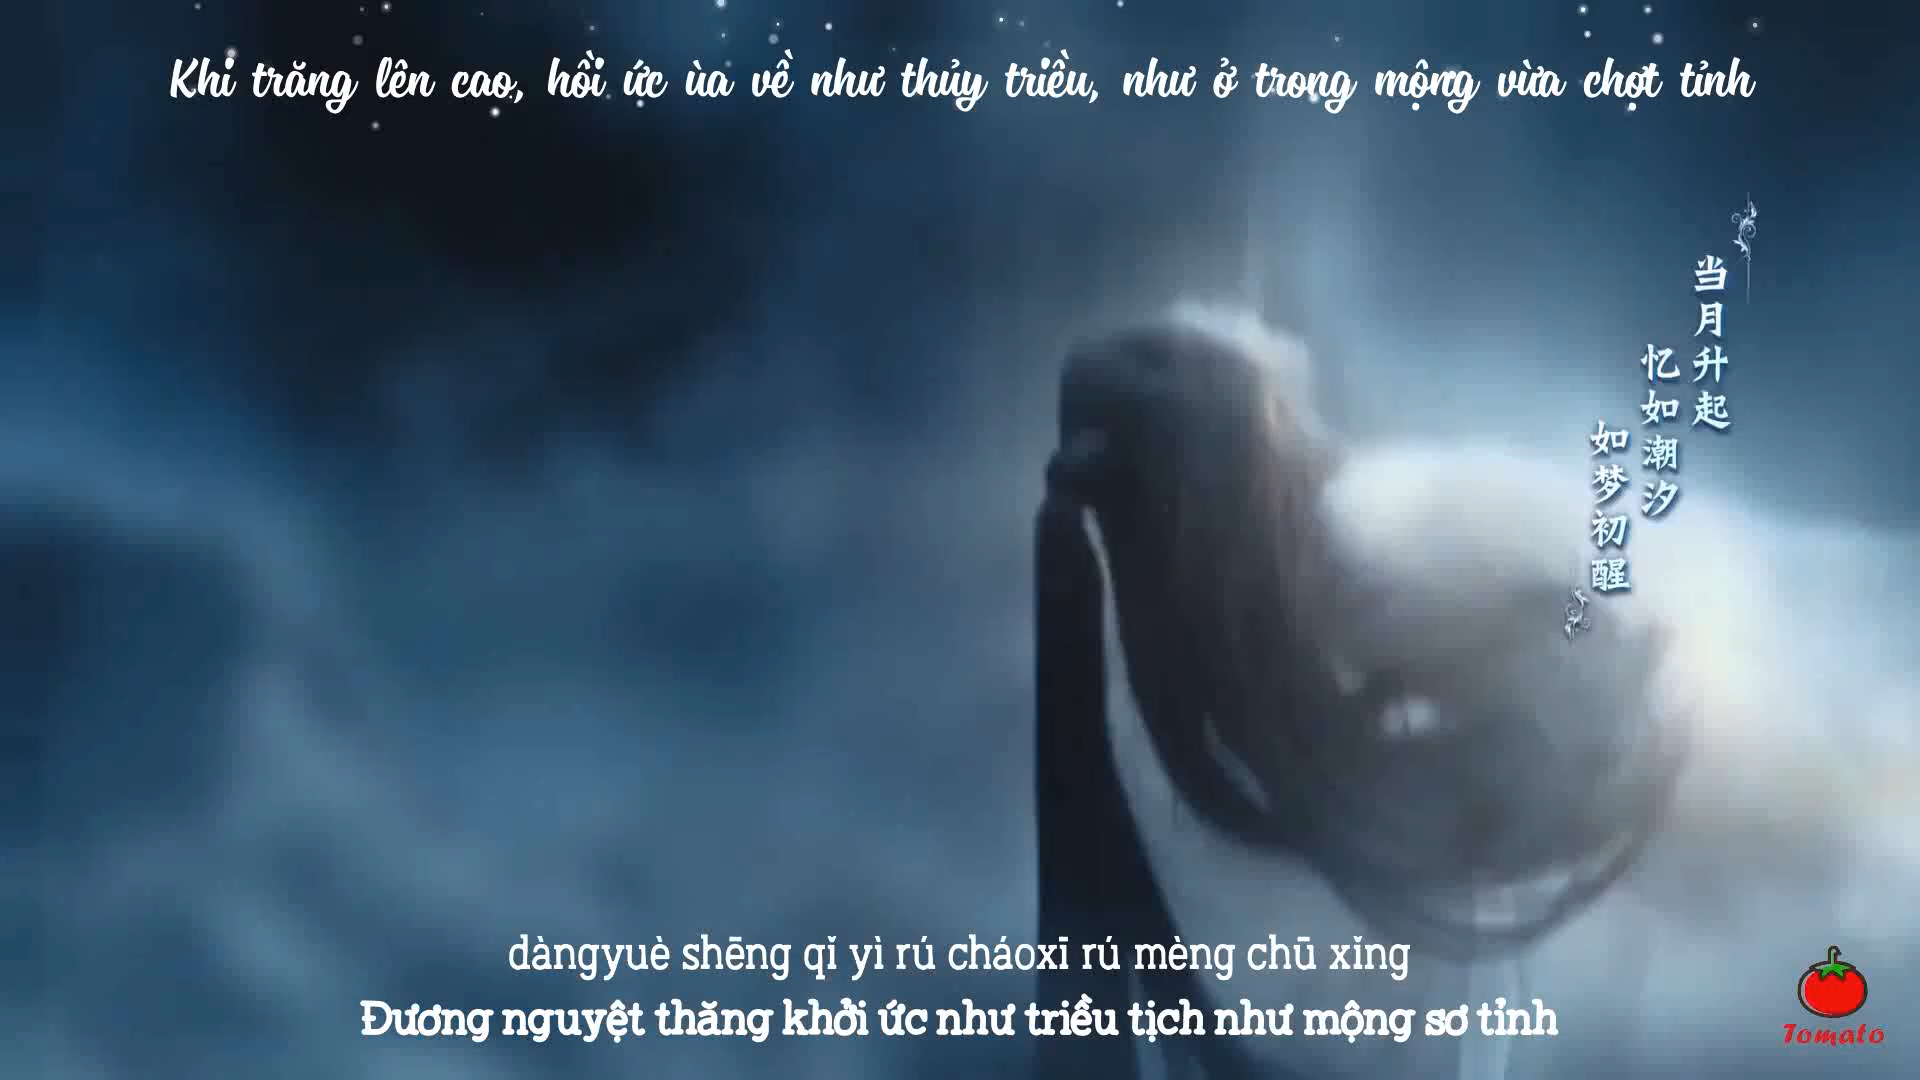 Khi trăng lên cao, hồi ức ùa về như thủy triều, như ở trong mộng vừa chợt tỉnh
当月升起
忆如潮汐
如梦初醒
dàngyuè shēng qǐ yì rú cháoxī rú mèng chū xǐng
Đương nguyệt thăng khởi ức như triều tịch như mộng sơ tỉnh
Tomato